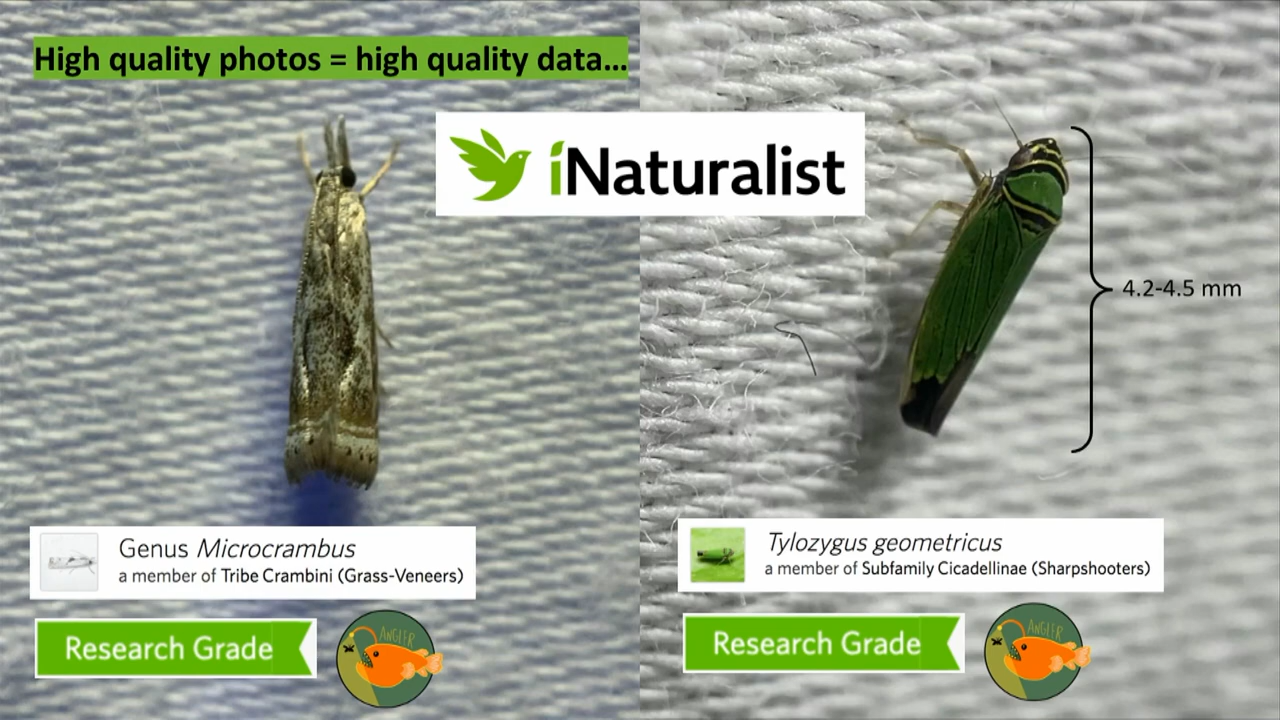 High quality photos = high quality data...
iNaturalist
4.2-4.5 mm
Genus Microcrambus
a member of Tribe Crambini (Grass-Veneers)
Research Grade
ANGLER
Tylozygus geometricus
a member of Subfamily Cicadellinae (Sharpshooters)
Research Grade
ANGLER